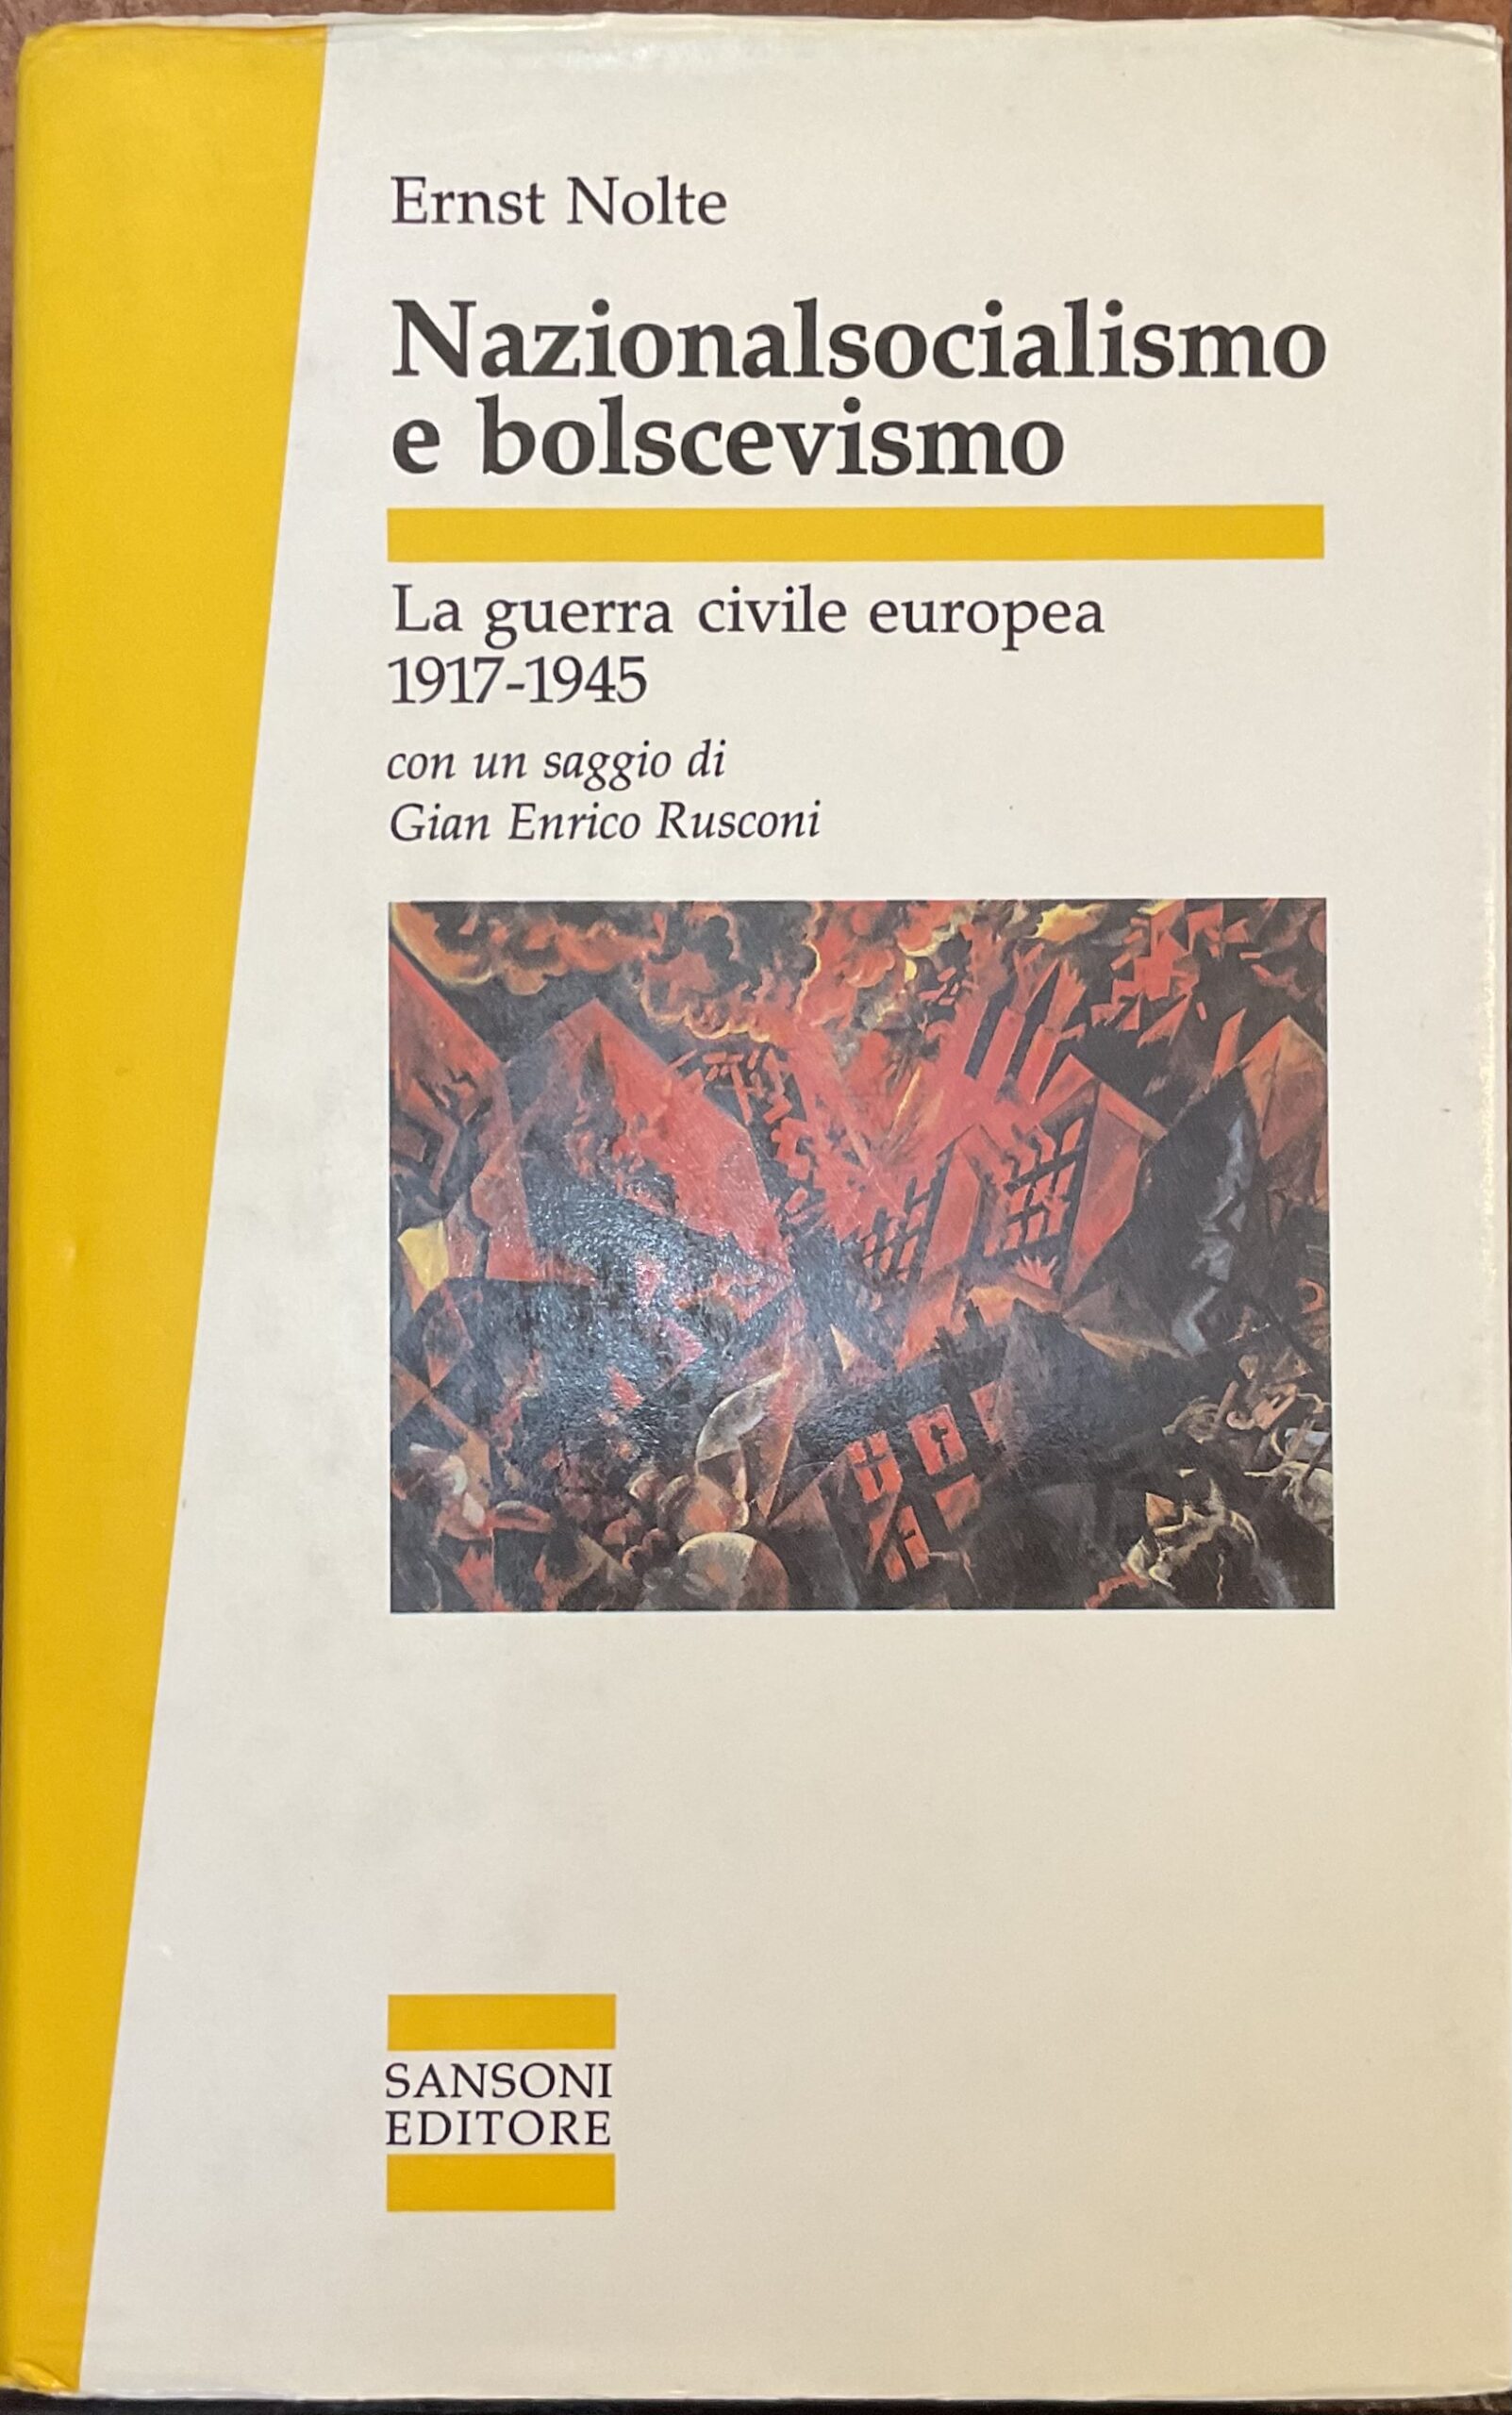 Ernst Nolte
Nazionalsocialismo
e bolscevismo
La guerra civile europea
1917-1945
con un saggio di
Gian Enrico Rusconi
SANSONI
EDITORE